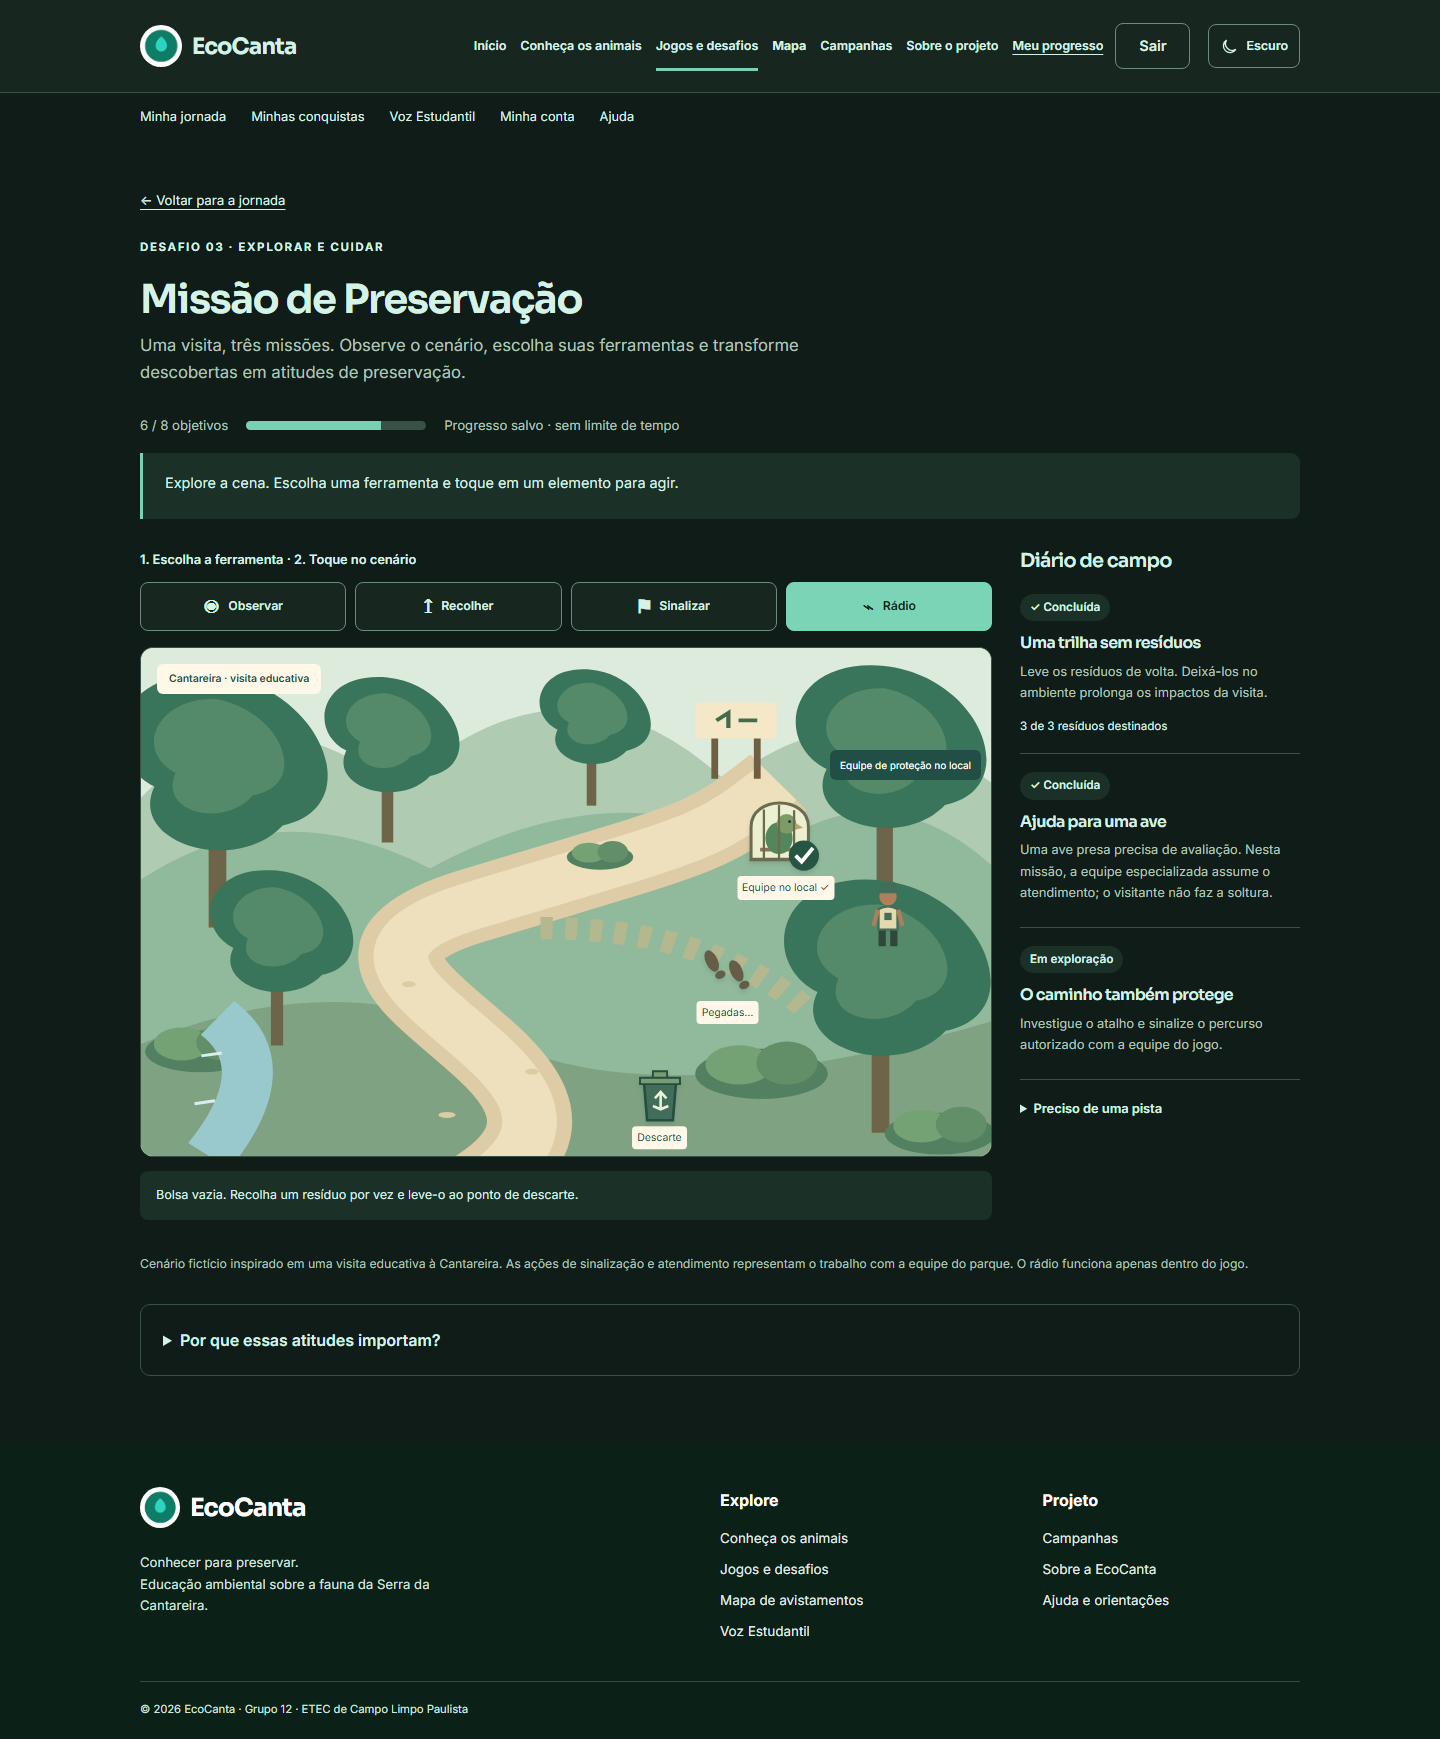 EcoCanta
Início Conheça os animais Jogos e desafios Mapa Campanhas Sobre o projeto Meu progresso Sair Escuro
Minha jornada Minhas conquistas Voz Estudantil Minha conta Ajuda
← Voltar para a jornada
DESAFIO 03 · EXPLORAR E CUIDAR
Missão de Preservação
Uma visita, três missões. Observe o cenário, escolha suas ferramentas e transforme
descobertas em atitudes de preservação.
6 / 8 objetivos Progresso salvo · sem limite de tempo
Explore a cena. Escolha uma ferramenta e toque em um elemento para agir.
1. Escolha a ferramenta · 2. Toque no cenário
Observar Recolher Sinalizar Rádio
Cantareira · visita educativa
Equipe de proteção no local
Equipe no local ✓
Pegadas...
Descarte
Bolsa vazia. Recolha um resíduo por vez e leve-o ao ponto de descarte.
Diário de campo
✓ Concluída
Uma trilha sem resíduos
Leve os resíduos de volta. Deixá-los no
ambiente prolonga os impactos da visita.
3 de 3 resíduos destinados
✓ Concluída
Ajuda para uma ave
Uma ave presa precisa de avaliação. Nesta
missão, a equipe especializada assume o
atendimento; o visitante não faz a soltura.
Em exploração
O caminho também protege
Investigue o atalho e sinalize o percurso
autorizado com a equipe do jogo.
Preciso de uma pista
Cenário fictício inspirado em uma visita educativa à Cantareira. As ações de sinalização e atendimento representam o trabalho com a equipe do parque. O rádio funciona apenas dentro do jogo.
Por que essas atitudes importam?
EcoCanta
Conhecer para preservar.
Educação ambiental sobre a fauna da Serra da
Cantareira.
Explore
Conheça os animais
Jogos e desafios
Mapa de avistamentos
Voz Estudantil
Projeto
Campanhas
Sobre a EcoCanta
Ajuda e orientações
© 2026 EcoCanta · Grupo 12 · ETEC de Campo Limpo Paulista